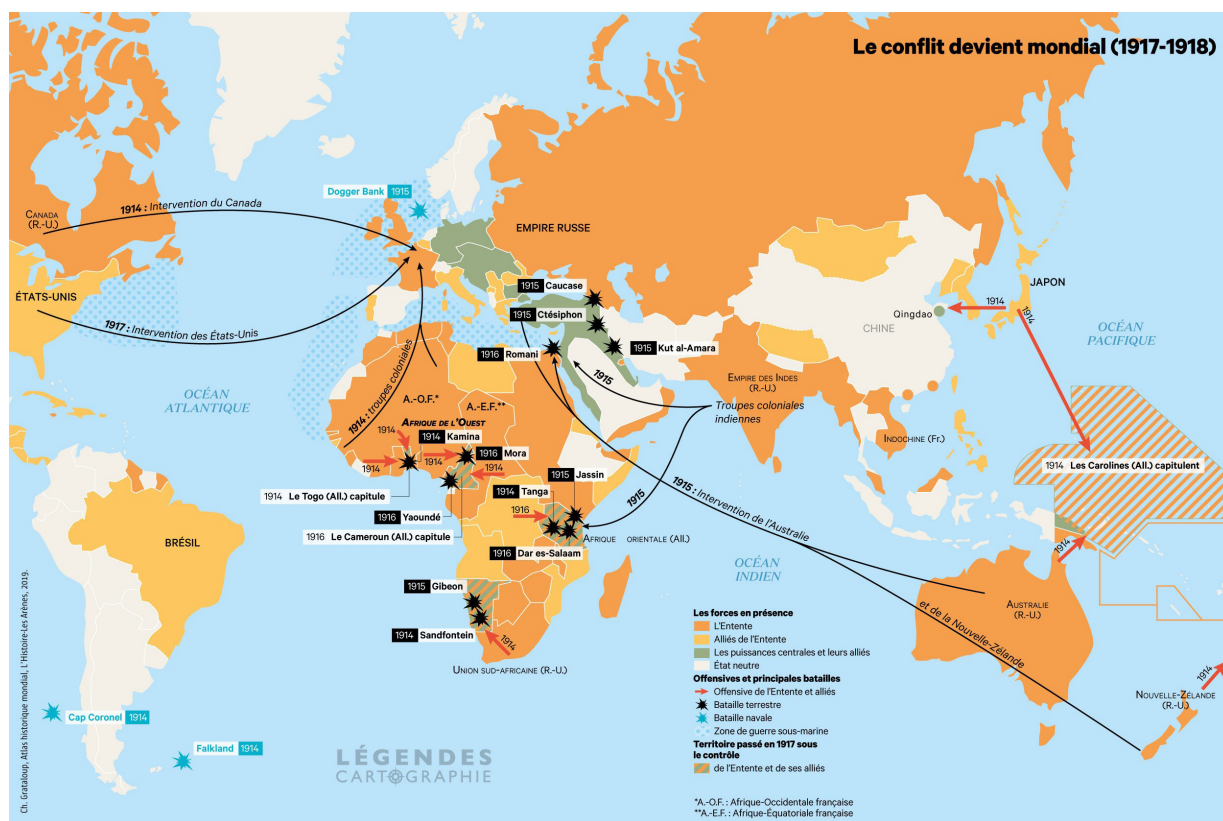 Le conflit devient mondial (1917-1918)
Dogger Bank 1915
CANADA
(R.-U.)
1914 : Intervention du Canada
EMPIRE RUSSE
ÉTATS-UNIS
1917 : Intervention des États-Unis
1915 Caucase
1915 Ctésiphon
1916 Romani
1915 Kut al-Amara
JAPON
1914
Qingdao
1914
CHINE
OCÉAN
PACIFIQUE
OCÉAN
ATLANTIQUE
1914 : troupes coloniales
A.-O.F.*
A.-E.F.**
AFRIQUE DE L'OUEST
1915
EMPIRE DES INDES
(R.-U.)
Troupes coloniales
indiennes
INDOCHINE (Fr.)
1914
1914 Kamina
1916 Mora
1914
1914
1914
1915 Jassin
1914 Les Carolines (All.) capitulent
1914 Tanga
1914 Le Togo (All.) capitule
1915
1915 : Intervention de l'Australie
1916
1916 Yaoundé
1916 Le Cameroun (All.) capitule
AFRIQUE ORIENTALE (All.)
BRÉSIL
1916 Dar es-Salaam
1914
OCÉAN
INDIEN
1915 Gibeon
AUSTRALIE
(R.-U.)
et de la Nouvelle-Zélande
1914 Sandfontein
1914
UNION SUD-AFRICAINE (R.-U.)
1914
NOUVELLE-ZÉLANDE
(R.-U.)
Cap Coronel 1914
Falkland 1914
Les forces en présence
L'Entente
Alliés de l'Entente
Les puissances centrales et leurs alliés
État neutre
Offensives et principales batailles
Offensive de l'Entente et alliés
Bataille terrestre
Bataille navale
Zone de guerre sous-marine
Territoire passé en 1917 sous
le contrôle
de l'Entente et de ses alliés
*A.-O.F. : Afrique-Occidentale française
**A.-E.F. : Afrique-Équatoriale française
LÉGENDES
CARTOGRAPHIE
Ch. Grataloup, Atlas historique mondial, L'Histoire-Les Arènes, 2019.